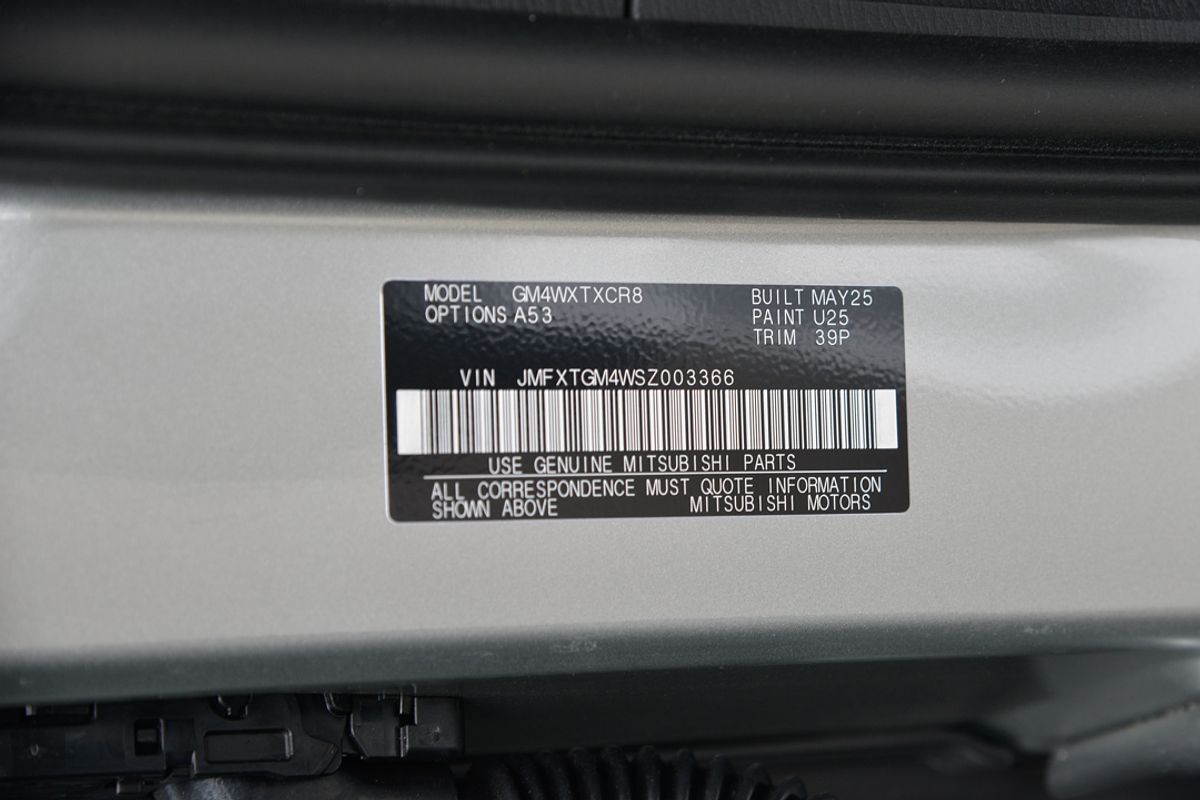 MODEL GM4WXTXCR8 BUILT MAY25
OPTIONS A53 PAINT U25
TRIM 39P
VIN JMFXTGM4WSZ003366
USE GENUINE MITSUBISHI PARTS
ALL CORRESPONDENCE MUST QUOTE INFORMATION
SHOWN ABOVE MITSUBISHI MOTORS